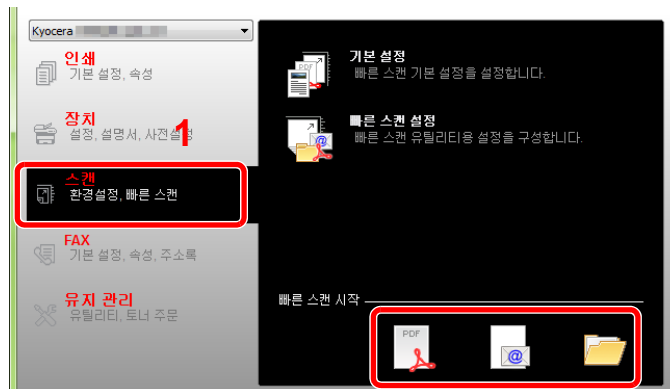 Kyocera
인쇄
기본 설정, 속성
장치
설정, 설명서, 사전설정
1
스캔
환경설정, 빠른 스캔
FAX
기본 설정, 속성, 주소록
유지 관리
유틸리티, 토너 주문
기본 설정
빠른 스캔 기본 설정을 설정합니다.
빠른 스캔 설정
빠른 스캔 유틸리티용 설정을 구성합니다.
빠른 스캔 시작
PDF
PDF
@
@